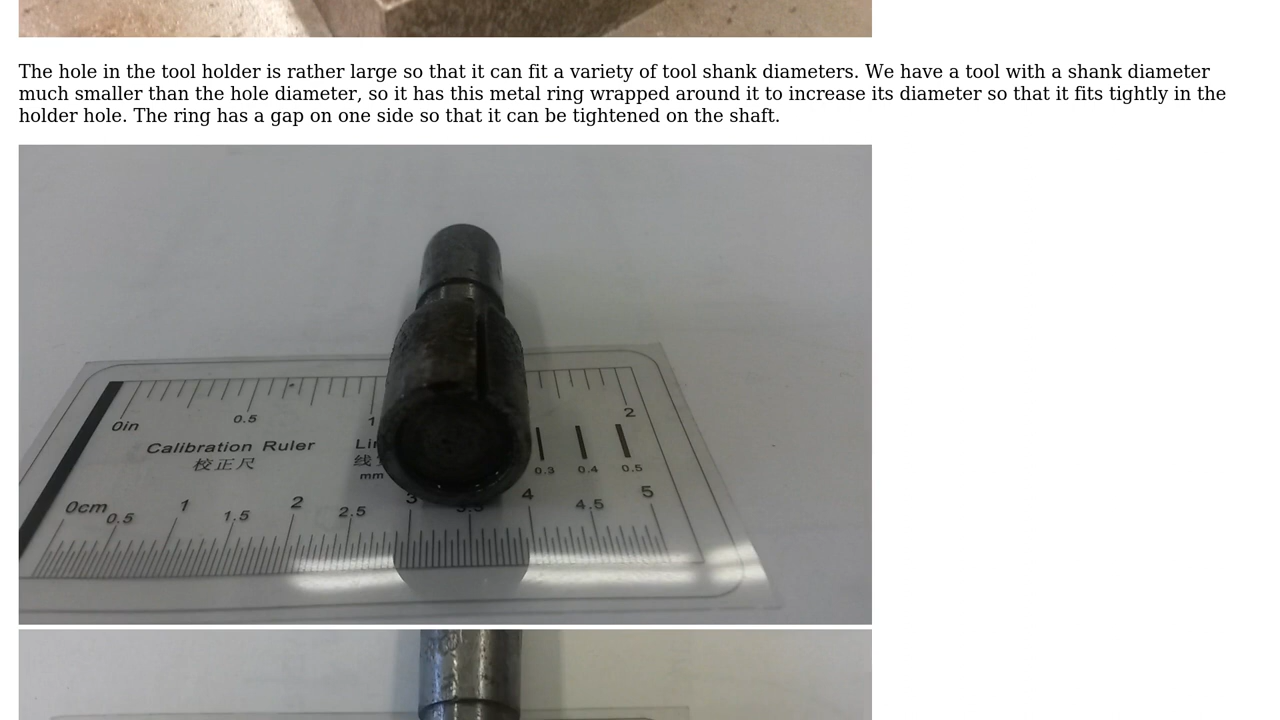 The hole in the tool holder is rather large so that it can fit a variety of tool shank diameters. We have a tool with a shank diameter
much smaller than the hole diameter, so it has this metal ring wrapped around it to increase its diameter so that it fits tightly in the
holder hole. The ring has a gap on one side so that it can be tightened on the shaft.
0in 0.5 1 2
Calibration Ruler
校正尺
mm
0.3 0.4 0.5
0cm 0.5 1 1.5 2 2.5 3 3.5 4 4.5 5